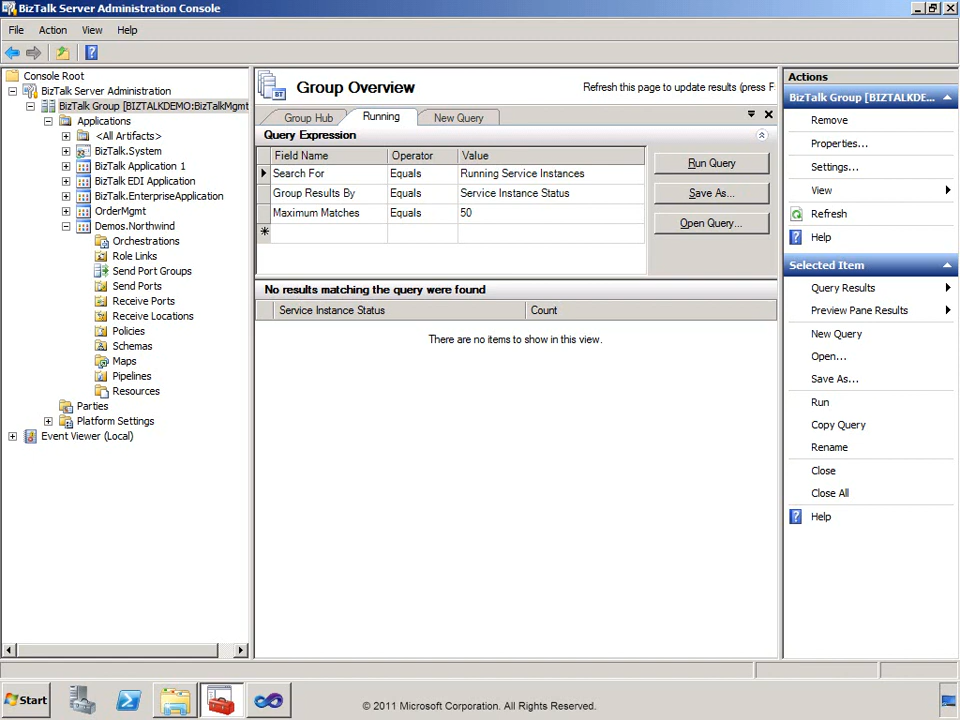 BizTalk Server Administration Console
File Action View Help
Console Root
BizTalk Server Administration
BizTalk Group [BIZTALKDEMO:BizTalkMgmt
Applications
<All Artifacts>
BizTalk.System
BizTalk Application 1
BizTalk EDI Application
BizTalk.EnterpriseApplication
OrderMgmt
Demos.Northwind
Orchestrations
Role Links
Send Port Groups
Send Ports
Receive Ports
Receive Locations
Policies
Schemas
Maps
Pipelines
Resources
Parties
Platform Settings
Event Viewer (Local)
Group Overview
Refresh this page to update results (press F
Group Hub Running New Query
Query Expression
Field Name Operator Value
Search For Equals Running Service Instances
Group Results By Equals Service Instance Status
Maximum Matches Equals 50
Run Query
Save As...
Open Query...
No results matching the query were found
Service Instance Status Count
There are no items to show in this view.
Actions
BizTalk Group [BIZTALKDE...
Remove
Properties...
Settings...
View
Refresh
Help
Selected Item
Query Results
Preview Pane Results
New Query
Open...
Save As...
Run
Copy Query
Rename
Close
Close All
Help
Start
© 2011 Microsoft Corporation. All Rights Reserved.